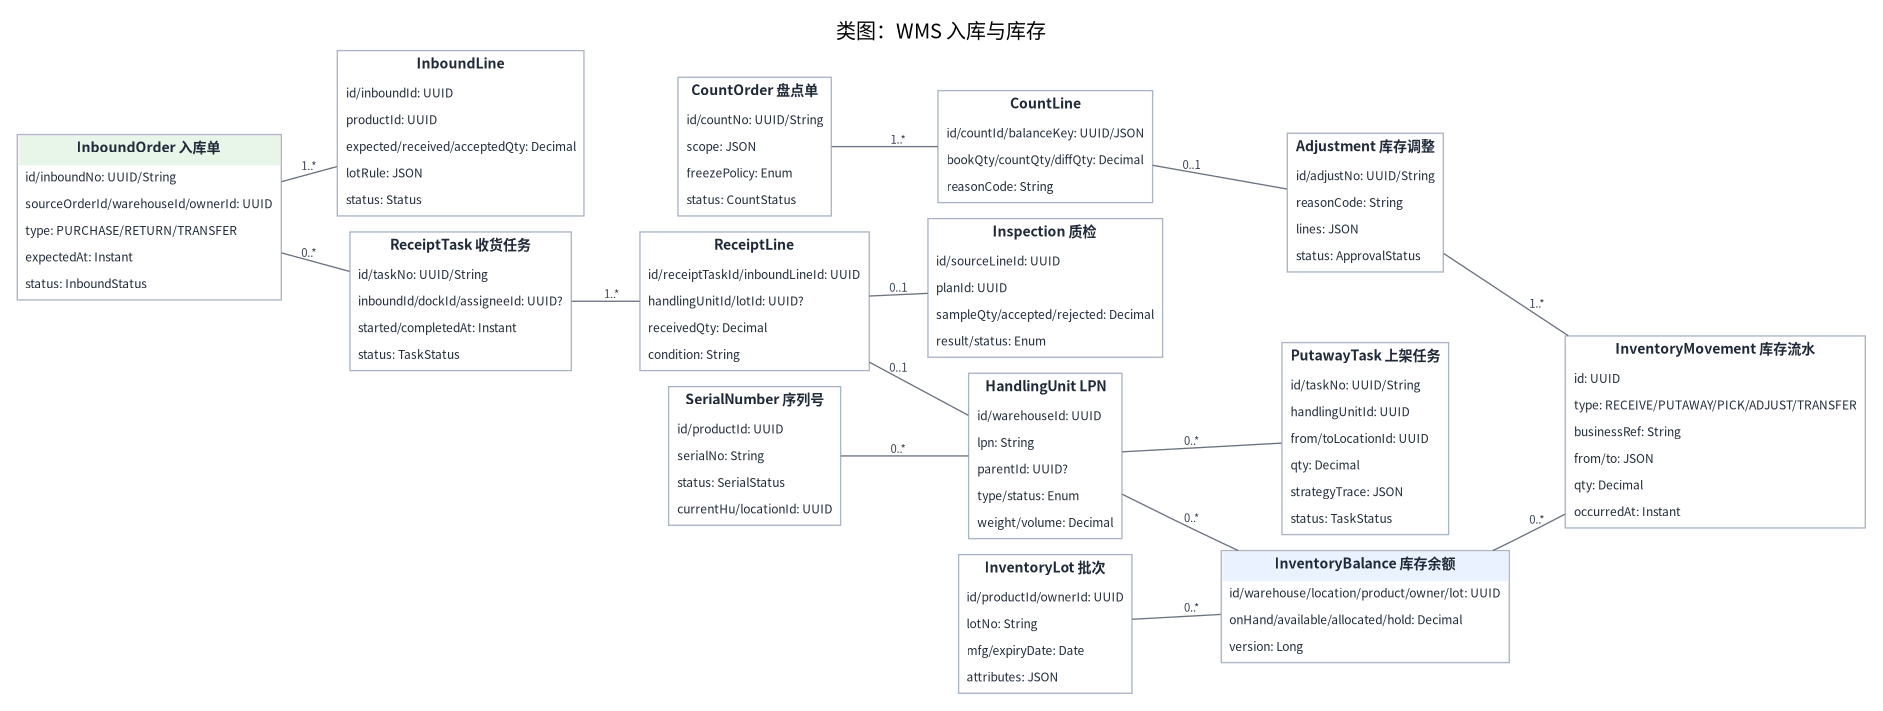 类图：WMS 入库与库存
InboundOrder 入库单
id/inboundNo: UUID/String
sourceOrderId/warehouseId/ownerId: UUID
type: PURCHASE/RETURN/TRANSFER
expectedAt: Instant
status: InboundStatus
1..*
0..*
InboundLine
id/inboundId: UUID
productId: UUID
expected/received/acceptedQty: Decimal
lotRule: JSON
status: Status
ReceiptTask 收货任务
id/taskNo: UUID/String
inboundId/dockId/assigneeId: UUID?
started/completedAt: Instant
status: TaskStatus
1..*
CountOrder 盘点单
id/countNo: UUID/String
scope: JSON
freezePolicy: Enum
status: CountStatus
1..*
ReceiptLine
id/receiptTaskId/inboundLineId: UUID
handlingUnitId/lotId: UUID?
receivedQty: Decimal
condition: String
0..1
0..1
SerialNumber 序列号
id/productId: UUID
serialNo: String
status: SerialStatus
currentHu/locationId: UUID
0..*
CountLine
id/countId/balanceKey: UUID/JSON
bookQty/countQty/diffQty: Decimal
reasonCode: String
0..1
Inspection 质检
id/sourceLineId: UUID
planId: UUID
sampleQty/accepted/rejected: Decimal
result/status: Enum
HandlingUnit LPN
id/warehouseId: UUID
lpn: String
parentId: UUID?
type/status: Enum
weight/volume: Decimal
0..*
0..*
InventoryLot 批次
id/productId/ownerId: UUID
lotNo: String
mfg/expiryDate: Date
attributes: JSON
0..*
Adjustment 库存调整
id/adjustNo: UUID/String
reasonCode: String
lines: JSON
status: ApprovalStatus
1..*
PutawayTask 上架任务
id/taskNo: UUID/String
handlingUnitId: UUID
from/toLocationId: UUID
qty: Decimal
strategyTrace: JSON
status: TaskStatus
InventoryBalance 库存余额
id/warehouse/location/product/owner/lot: UUID
onHand/available/allocated/hold: Decimal
version: Long
0..*
InventoryMovement 库存流水
id: UUID
type: RECEIVE/PUTAWAY/PICK/ADJUST/TRANSFER
businessRef: String
from/to: JSON
qty: Decimal
occurredAt: Instant